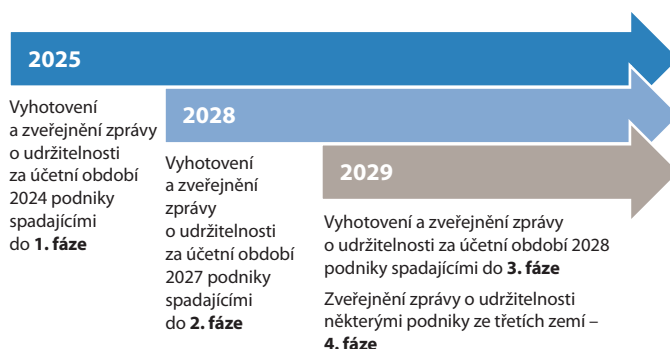 2025
Vyhotovení
a zveřejnění zprávy
o udržitelnosti
za účetní období
2024 podniky
spadajícími
do 1. fáze
2028
Vyhotovení
a zveřejnění
zprávy
o udržitelnosti
za účetní období
2027 podniky
spadajícími
do 2. fáze
2029
Vyhotovení a zveřejnění zprávy
o udržitelnosti za účetní období 2028
podniky spadajícími do 3. fáze
Zveřejnění zprávy o udržitelnosti
některými podniky ze třetích zemí –
4. fáze